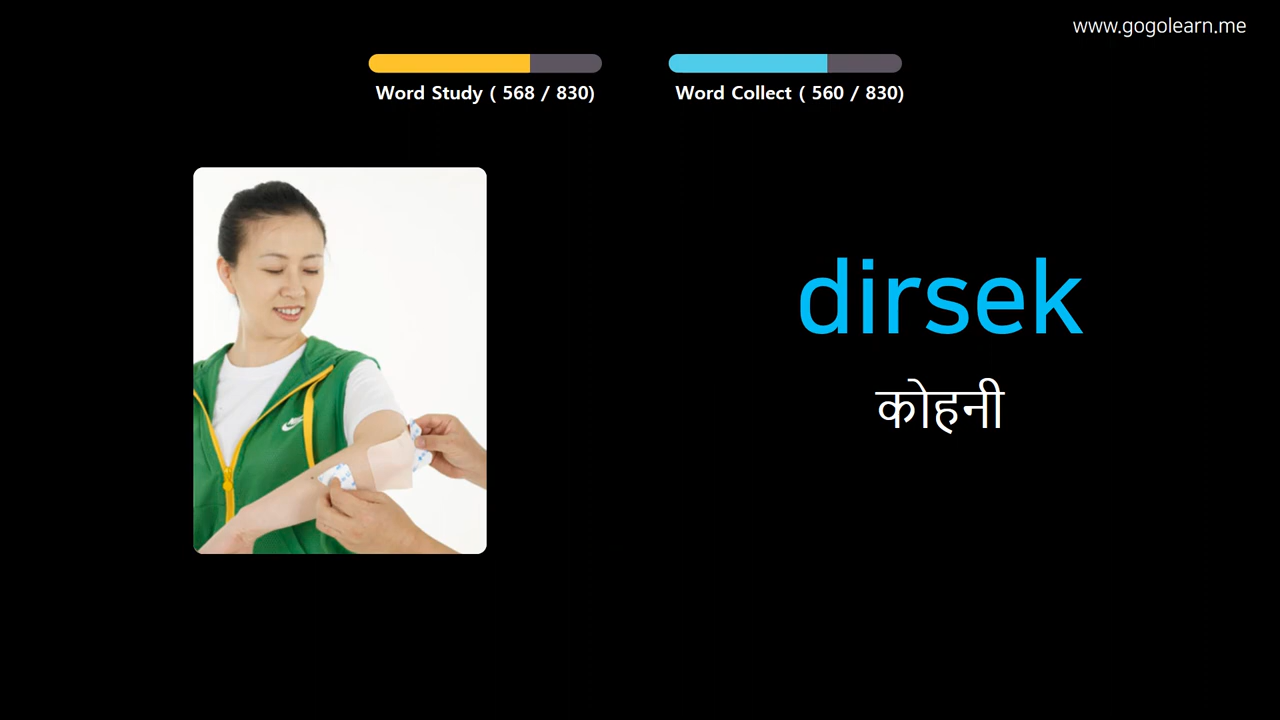 www.gogolearn.me
Word Study ( 568 / 830)
Word Collect ( 560 / 830)
dirsek
कोहनी